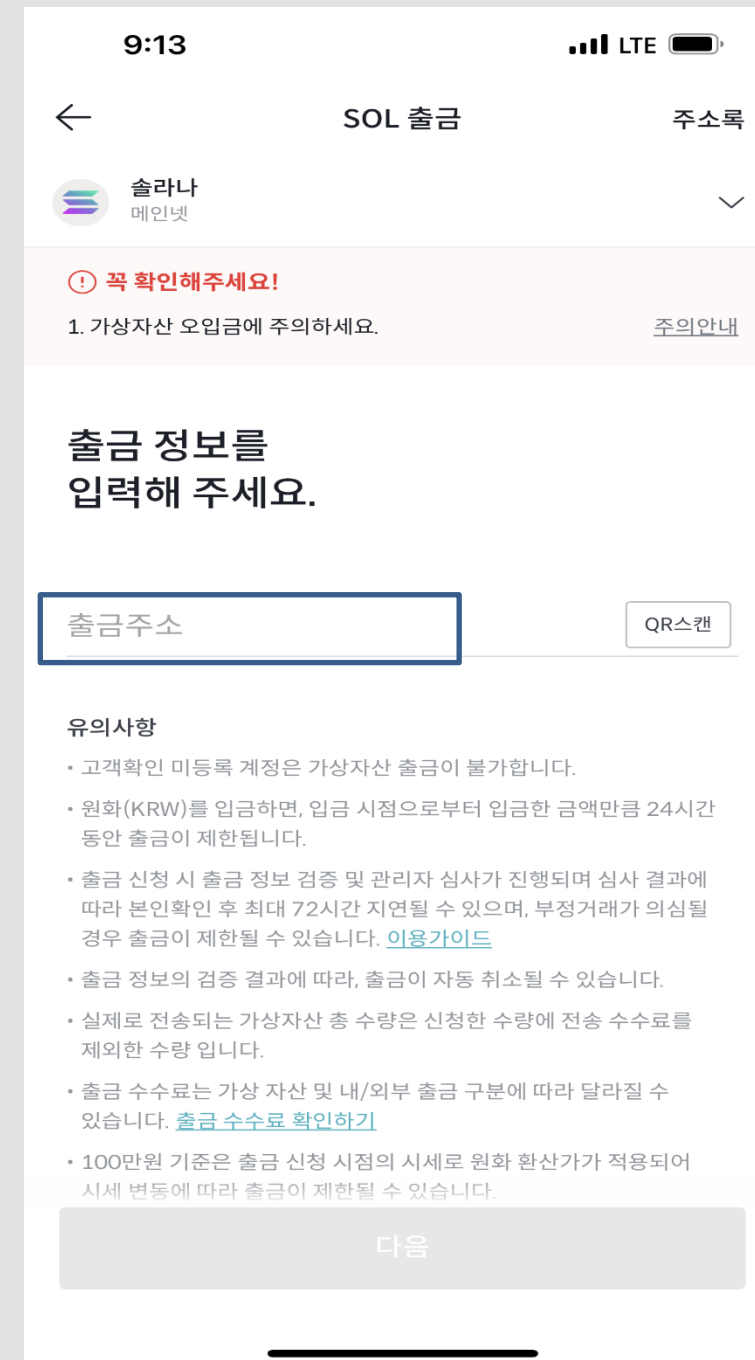 9:13
LTE
SOL 출금
주소록
솔라나
메인넷
꼭 확인해주세요!
1. 가상자산 오입금에 주의하세요.
주의안내
출금 정보를
입력해 주세요.
출금주소
QR스캔
유의사항
• 고객확인 미등록 계정은 가상자산 출금이 불가합니다.
• 원화(KRW)를 입금하면, 입금 시점으로부터 입금한 금액만큼 24시간
동안 출금이 제한됩니다.
• 출금 신청 시 출금 정보 검증 및 관리자 심사가 진행되며 심사 결과에
따라 본인확인 후 최대 72시간 지연될 수 있으며, 부정거래가 의심될
경우 출금이 제한될 수 있습니다. 이용가이드
• 출금 정보의 검증 결과에 따라, 출금이 자동 취소될 수 있습니다.
• 실제로 전송되는 가상자산 총 수량은 신청한 수량에 전송 수수료를
제외한 수량 입니다.
• 출금 수수료는 가상 자산 및 내/외부 출금 구분에 따라 달라질 수
있습니다. 출금 수수료 확인하기
• 100만원 기준은 출금 신청 시점의 시세로 원화 환산가가 적용되어
시세 변동에 따라 출금이 제한될 수 있습니다.
다음